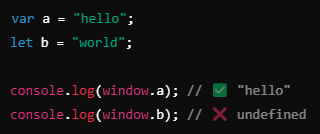 var a = "hello";
let b = "world";

console.log(window.a); // ✅ "hello"
console.log(window.b); // ❌ undefined